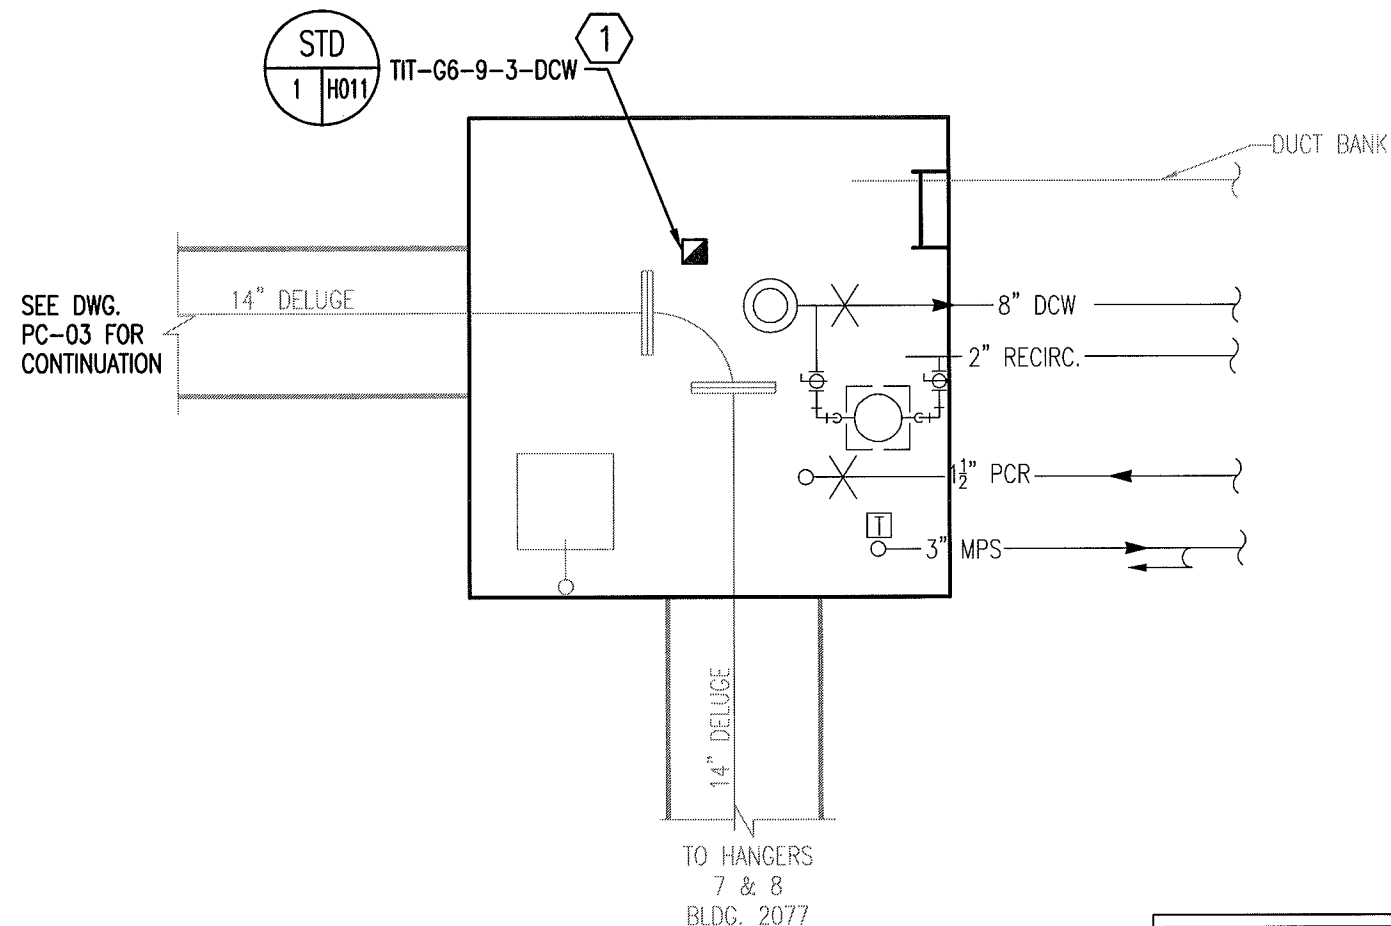 STD
1 H011
TIT-G6-9-3-DCW
1
DUCT BANK
SEE DWG.
PC-03 FOR
CONTINUATION
14" DELUGE
8" DCW
2" RECIRC.
1½" PCR
T
3" MPS
14" DELUGE
TO HANGERS
7 & 8
BLDG. 2077